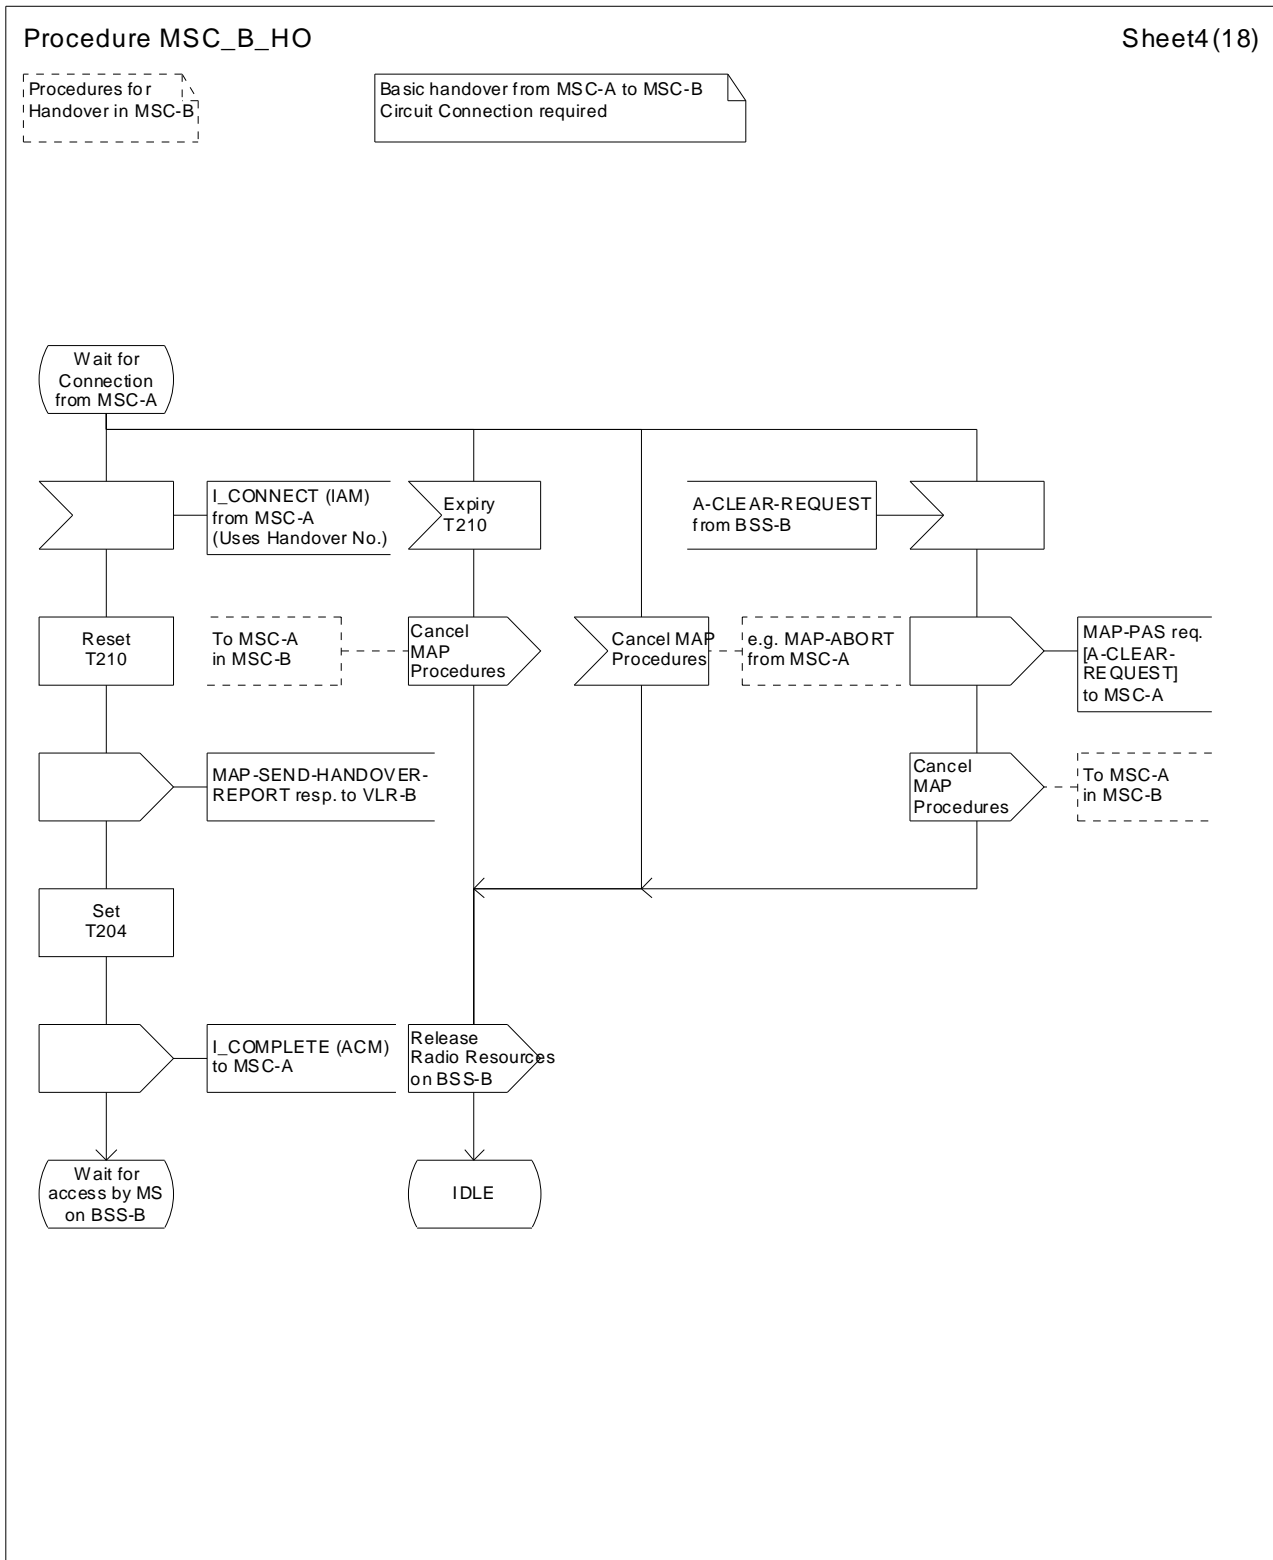 Procedure MSC_B_HO
Sheet4(18)
Procedures for
Handover in MSC-B
Basic handover from MSC-A to MSC-B
Circuit Connection required
Wait for
Connection
from MSC-A
I_CONNECT (IAM)
from MSC-A
(Uses Handover No.)
Expiry
T210
A-CLEAR-REQUEST
from BSS-B
Reset
T210
To MSC-A
in MSC-B
Cancel
MAP
Procedures
Cancel MAP
Procedures
e.g. MAP-ABORT
from MSC-A
MAP-PAS req.
[A-CLEAR-
REQUEST]
to MSC-A
MAP-SEND-HANDOVER-
REPORT resp. to VLR-B
Cancel
MAP
Procedures
To MSC-A
in MSC-B
Set
T204
I_COMPLETE (ACM)
to MSC-A
Release
Radio Resources
on BSS-B
Wait for
access by MS
on BSS-B
IDLE